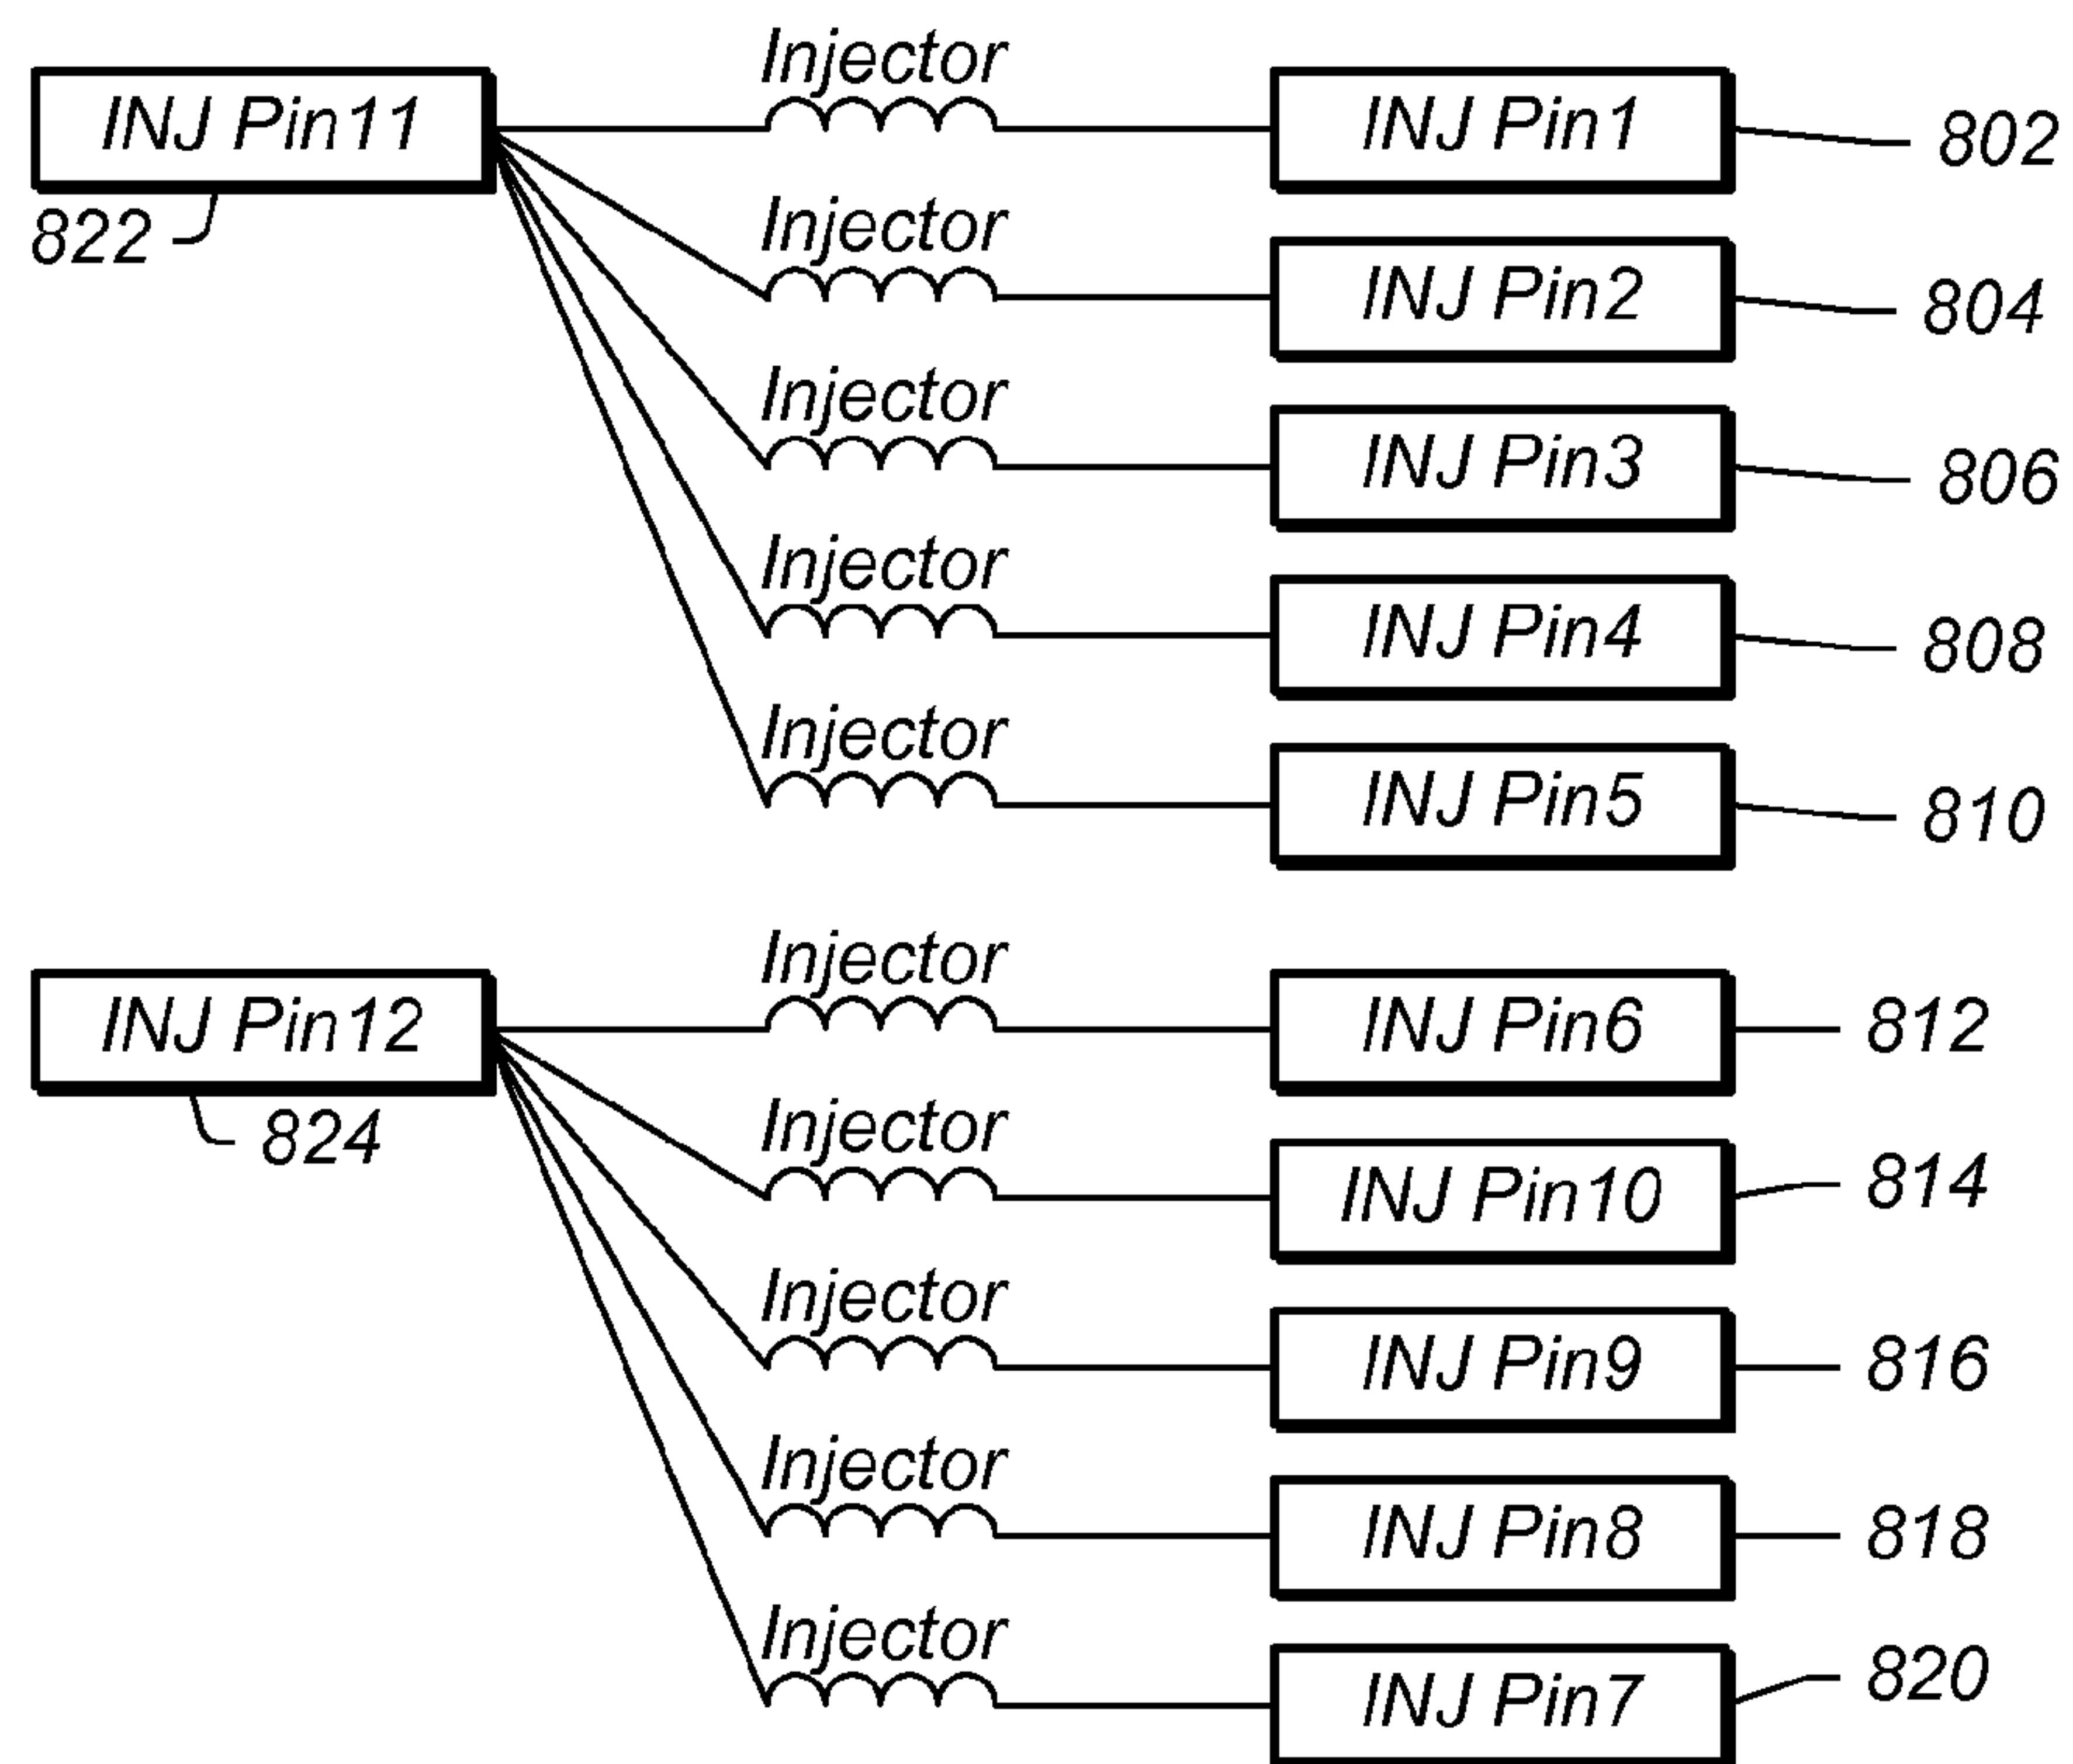 Injector
INJ Pin11
INJ Pin1
802
822
Injector
INJ Pin2
804
Injector
INJ Pin3
806
Injector
INJ Pin4
808
Injector
INJ Pin5
810
Injector
INJ Pin12
INJ Pin6
812
824
Injector
INJ Pin10
814
Injector
INJ Pin9
816
Injector
INJ Pin8
818
Injector
INJ Pin7
820